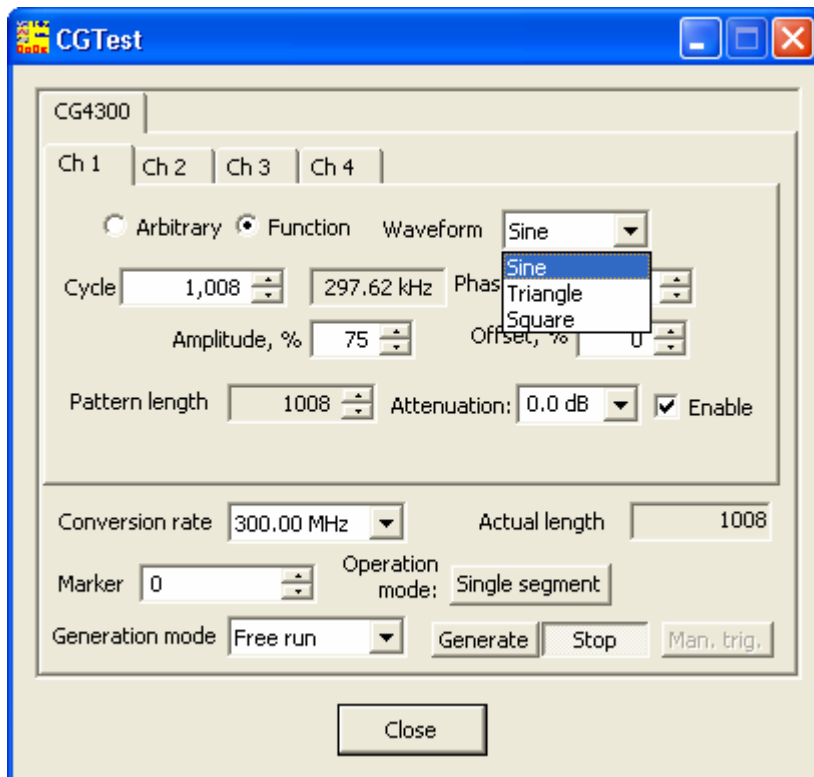 CGTest
CG4300
Ch 1 Ch 2 Ch 3 Ch 4
Arbitrary Function Waveform Sine
Sine
Triangle
Square
Cycle 1,008 297.62 kHz
Amplitude, % 75 Offset, % 0
Pattern length 1008 Attenuation: 0.0 dB Enable
Conversion rate 300.00 MHz Actual length 1008
Marker 0 Operation mode: Single segment
Generation mode Free run Generate Stop Man. trig.
Close